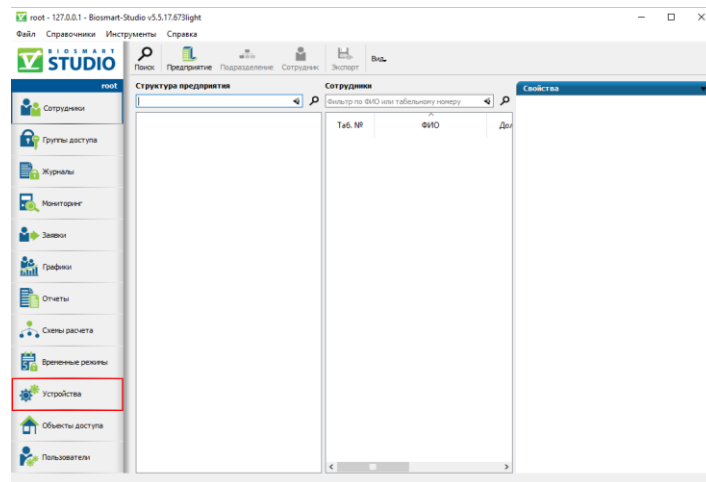 root - 127.0.0.1 - Biosmart-Studio v5.5.17.673light
Файл Справочники Инструменты Справка
BIOSMART
STUDIO
Поиск Предприятие Подразделение Сотрудник Экспорт Вид
root
Структура предприятия
Сотрудники
Свойства
Фильтр по ФИО или табельному номеру
Таб. № ФИО Дол
Сотрудники
Группы доступа
Журналы
Мониторинг
Заявки
Графики
Отчеты
Схемы расчета
Временные режимы
Устройства
Объекты доступа
Пользователи